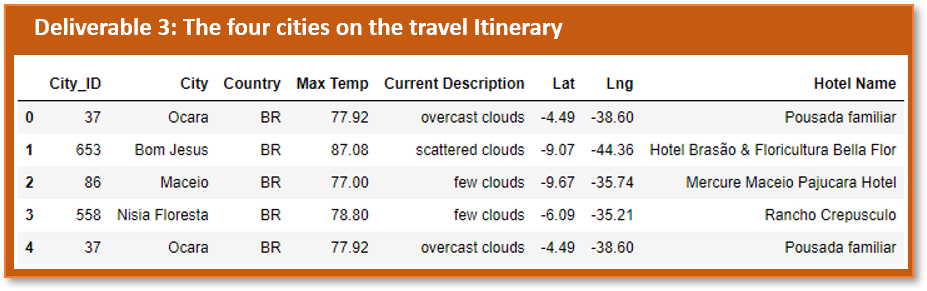 Deliverable 3: The four cities on the travel Itinerary
City_ID City Country Max Temp Current Description Lat Lng Hotel Name
0 37 Ocara BR 77.92 overcast clouds -4.49 -38.60 Pousada familiar
1 653 Bom Jesus BR 87.08 scattered clouds -9.07 -44.36 Hotel Brasão & Floricultura Bella Flor
2 86 Maceio BR 77.00 few clouds -9.67 -35.74 Mercure Maceio Pajucara Hotel
3 558 Nisia Floresta BR 78.80 few clouds -6.09 -35.21 Rancho Crepusculo
4 37 Ocara BR 77.92 overcast clouds -4.49 -38.60 Pousada familiar